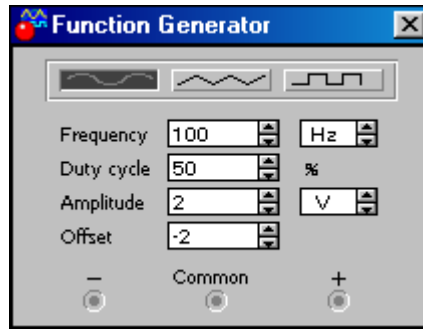 Function Generator
Frequency 100 Hz
Duty cycle 50 %
Amplitude 2 V
Offset -2
− Common +